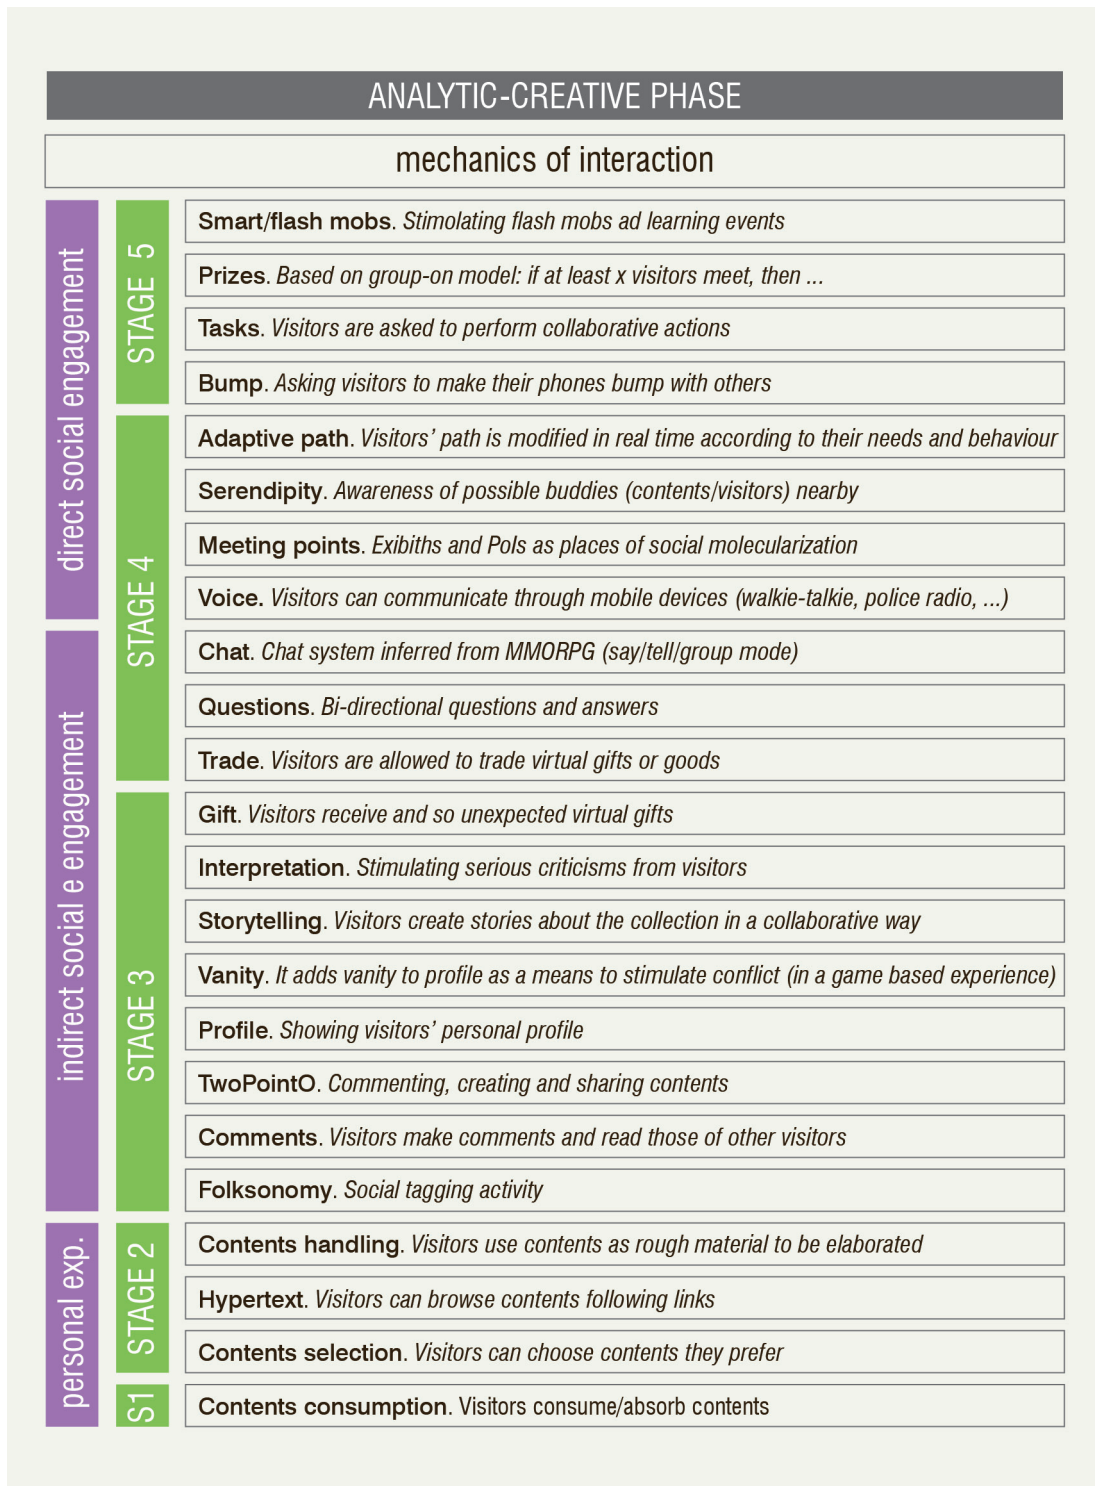 ANALYTIC-CREATIVE PHASE
mechanics of interaction
direct social engagement
STAGE 5
Smart/flash mobs. Stimolating flash mobs ad learning events
Prizes. Based on group-on model: if at least x visitors meet, then ...
Tasks. Visitors are asked to perform collaborative actions
Bump. Asking visitors to make their phones bump with others
STAGE 4
Adaptive path. Visitors’ path is modified in real time according to their needs and behaviour
Serendipity. Awareness of possible buddies (contents/visitors) nearby
Meeting points. Exibiths and PoIs as places of social molecularization
Voice. Visitors can communicate through mobile devices (walkie-talkie, police radio, ...)
indirect social e engagement
Chat. Chat system inferred from MMORPG (say/tell/group mode)
Questions. Bi-directional questions and answers
Trade. Visitors are allowed to trade virtual gifts or goods
STAGE 3
Gift. Visitors receive and so unexpected virtual gifts
Interpretation. Stimulating serious criticisms from visitors
Storytelling. Visitors create stories about the collection in a collaborative way
Vanity. It adds vanity to profile as a means to stimulate conflict (in a game based experience)
Profile. Showing visitors’ personal profile
TwoPointO. Commenting, creating and sharing contents
Comments. Visitors make comments and read those of other visitors
Folksonomy. Social tagging activity
personal exp.
STAGE 2
Contents handling. Visitors use contents as rough material to be elaborated
Hypertext. Visitors can browse contents following links
Contents selection. Visitors can choose contents they prefer
S1
Contents consumption. Visitors consume/absorb contents